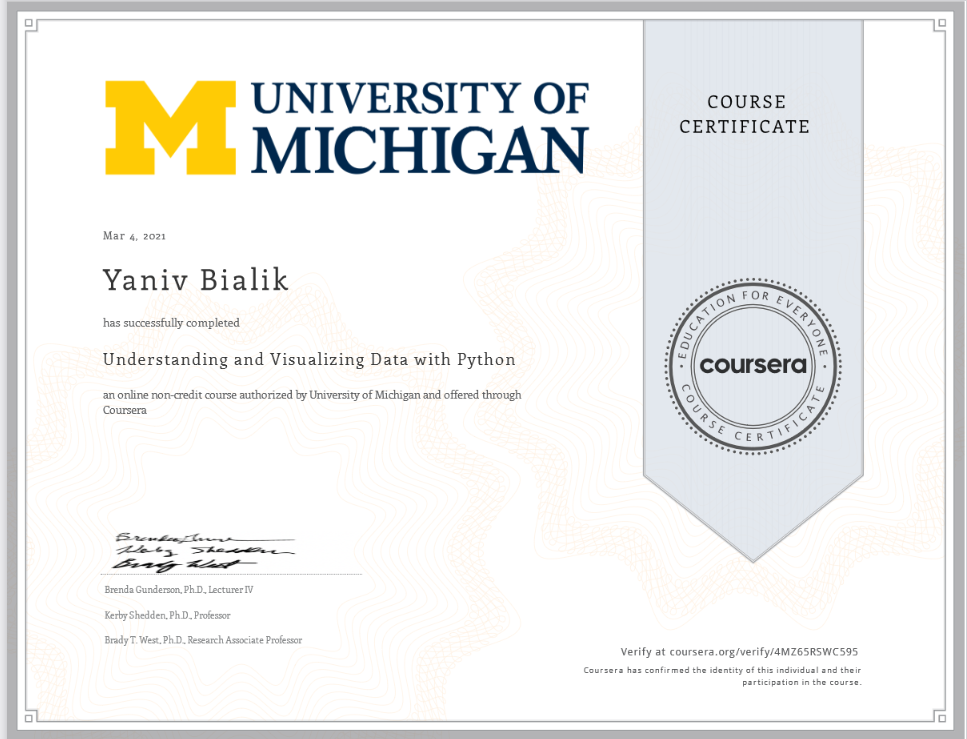 UNIVERSITY OF
MICHIGAN
COURSE
CERTIFICATE
Mar 4, 2021
Yaniv Bialik
has successfully completed
Understanding and Visualizing Data with Python
an online non-credit course authorized by University of Michigan and offered through
Coursera
EDUCATION FOR EVERYONE
coursera
COURSE CERTIFICATE
Brenda Gunderson
Kerby Shedden
Brady West
Brenda Gunderson, Ph.D., Lecturer IV
Kerby Shedden, Ph.D., Professor
Brady T. West, Ph.D., Research Associate Professor
Verify at coursera.org/verify/4MZ65RSWC595
Coursera has confirmed the identity of this individual and their
participation in the course.